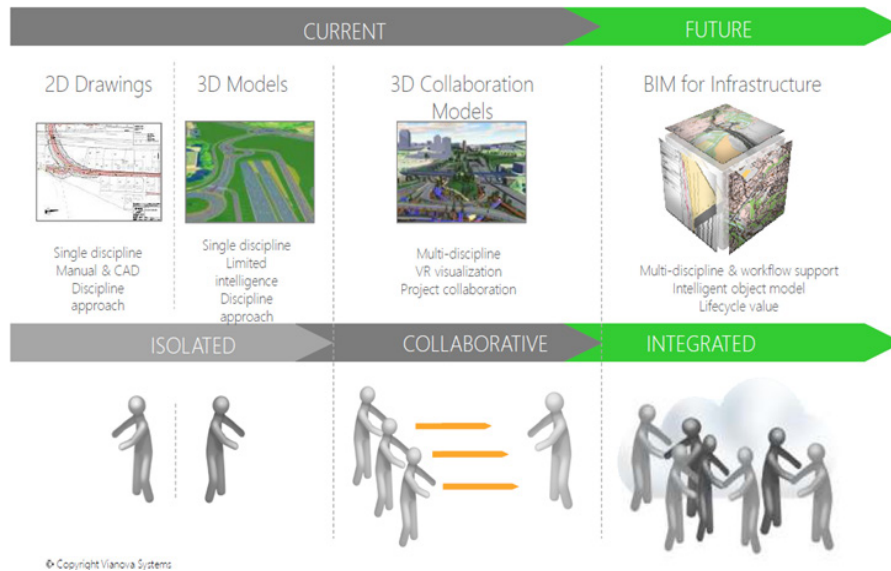 CURRENT
FUTURE
2D Drawings
3D Models
3D Collaboration
Models
BIM for Infrastructure
Single discipline
Manual & CAD
Discipline
approach
Single discipline
Limited
intelligence
Discipline
approach
Multi-discipline
VR visualization
Project collaboration
Multi-discipline & workflow support
Intelligent object model
Lifecycle value
ISOLATED
COLLABORATIVE
INTEGRATED
© Copyright Vianova Systems